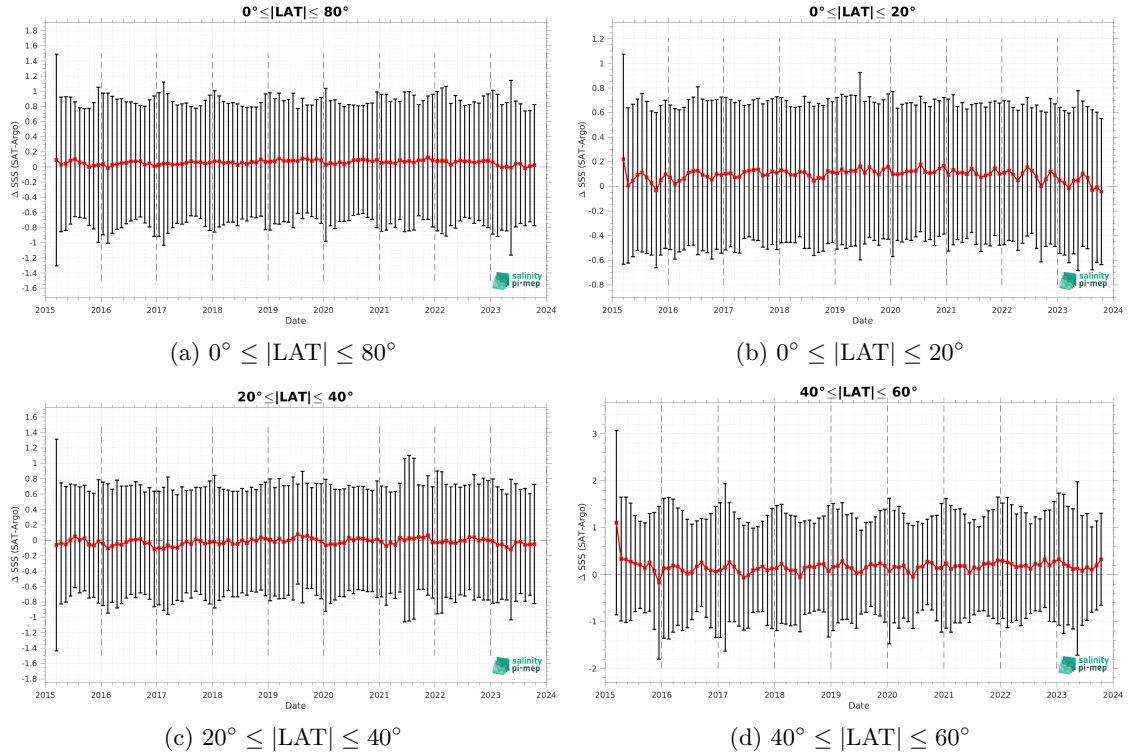 0°≤|LAT|≤ 80°
1.8
1.6
1.4
1.2
1
0.8
0.6
0.4
0.2
0
-0.2
-0.4
-0.6
-0.8
-1
-1.2
-1.4
-1.6
Δ SSS (SAT-Argo)
2015 2016 2017 2018 2019 2020 2021 2022 2023 2024
Date
salinity
pi-mep
(a) 0° ≤ |LAT| ≤ 80°
0°≤|LAT|≤ 20°
1.2
1
0.8
0.6
0.4
0.2
0
-0.2
-0.4
-0.6
-0.8
Δ SSS (SAT-Argo)
2015 2016 2017 2018 2019 2020 2021 2022 2023 2024
Date
salinity
pi-mep
(b) 0° ≤ |LAT| ≤ 20°
20°≤|LAT|≤ 40°
1.6
1.4
1.2
1
0.8
0.6
0.4
0.2
0
-0.2
-0.4
-0.6
-0.8
-1
-1.2
-1.4
-1.6
-1.8
Δ SSS (SAT-Argo)
2015 2016 2017 2018 2019 2020 2021 2022 2023 2024
Date
salinity
pi-mep
(c) 20° ≤ |LAT| ≤ 40°
40°≤|LAT|≤ 60°
3
2
1
0
-1
-2
Δ SSS (SAT-Argo)
2015 2016 2017 2018 2019 2020 2021 2022 2023 2024
Date
salinity
pi-mep
(d) 40° ≤ |LAT| ≤ 60°